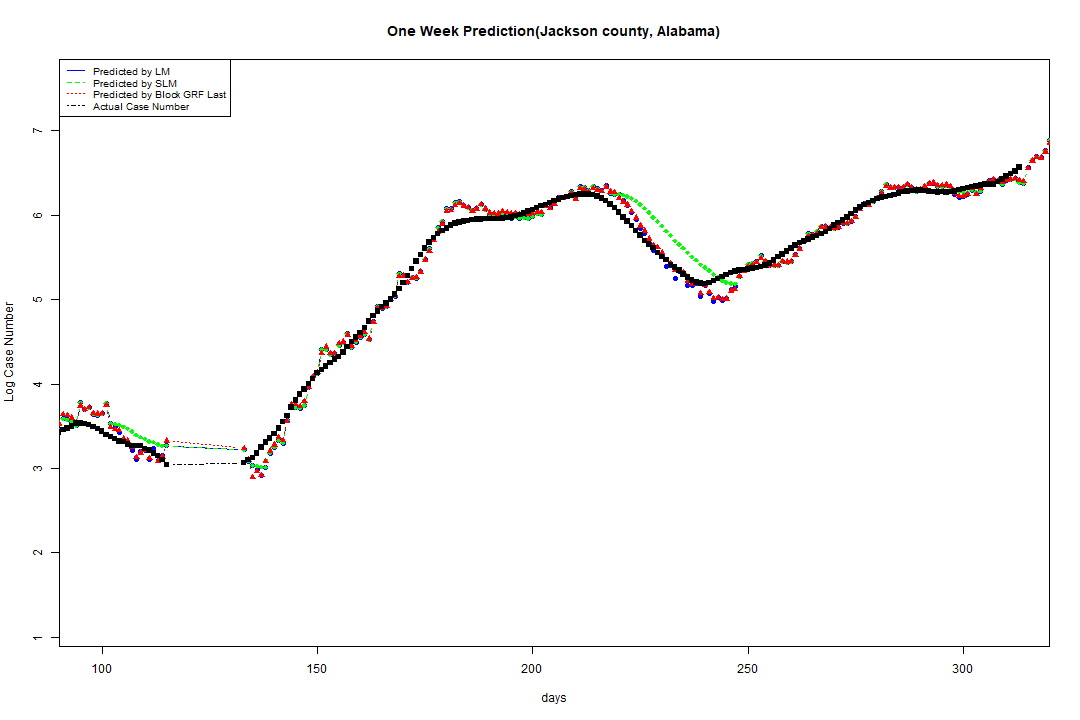 One Week Prediction(Jackson county, Alabama)
Predicted by LM
Predicted by SLM
Predicted by Block GRF Last
Actual Case Number
7
6
5
4
3
2
1
Log Case Number
100 150 200 250 300
days